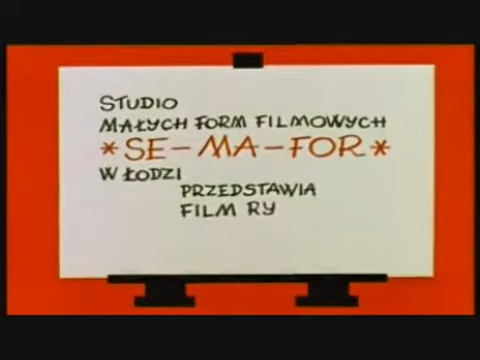 STUDIO
MAŁYCH FORM FILMOWYCH
*SE-MA-FOR*
W ŁODZI
PRZEDSTAWIA
FILM RY